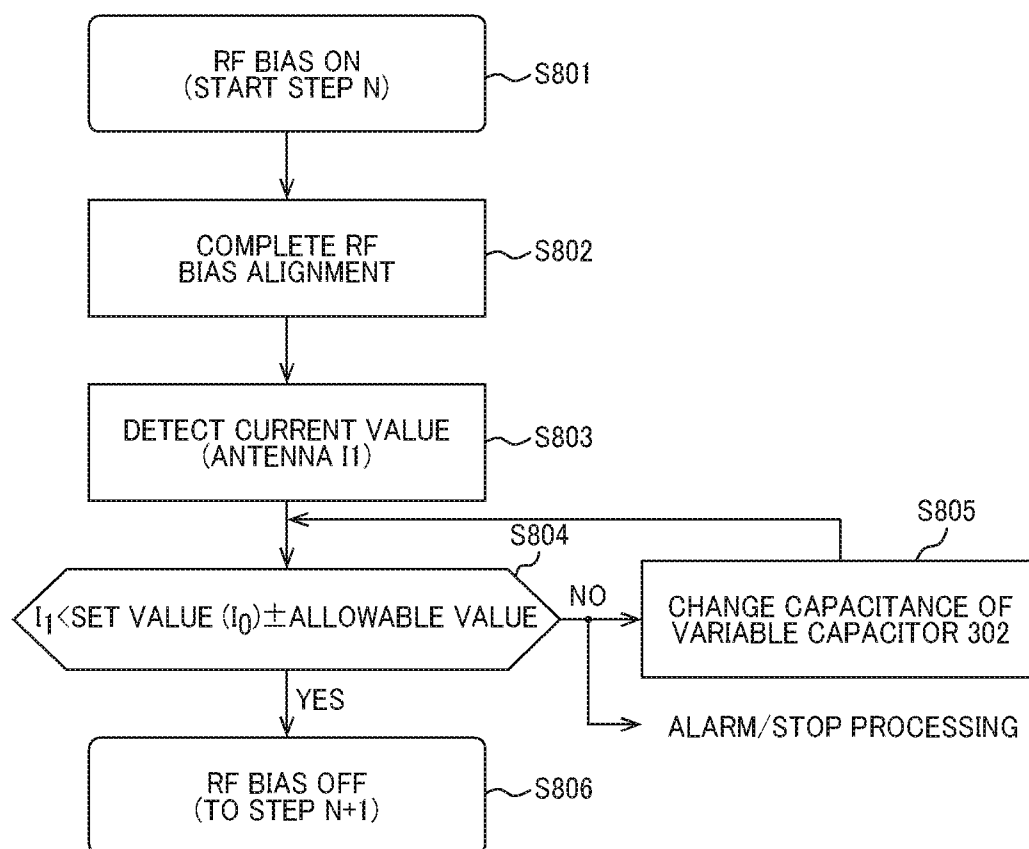 RF BIAS ON
(START STEP N)
S801
COMPLETE RF
BIAS ALIGNMENT
S802
DETECT CURRENT VALUE
(ANTENNA I1)
S803
S804
I1<SET VALUE (I0)±ALLOWABLE VALUE
NO
S805
CHANGE CAPACITANCE OF
VARIABLE CAPACITOR 302
ALARM/STOP PROCESSING
YES
RF BIAS OFF
(TO STEP N+1)
S806